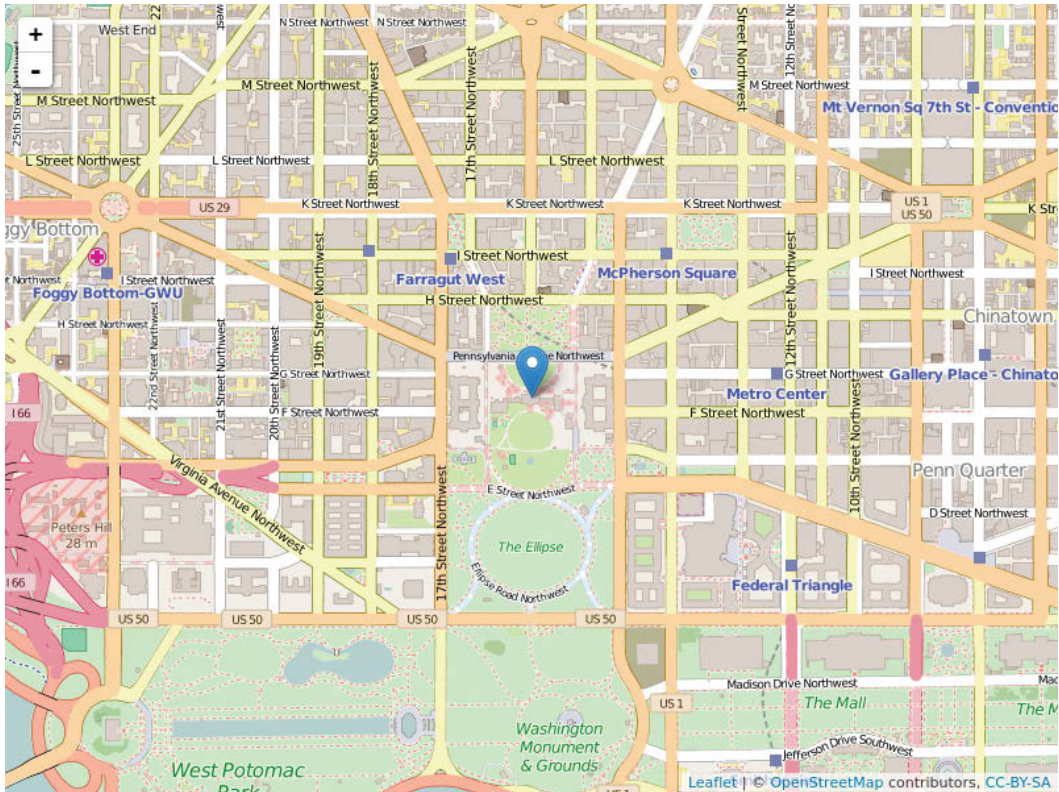 +
-
West End
N Street Northwest
N Street Northwest
22
25th Street Northwest
18th Street Northwest
17th Street Northwest
Street Northwest
12th Street
M Street Northwest
M Street Northwest
M Street Northwest
Mt Vernon Sq 7th St - Conventio
L Street Northwest
L Street Northwest
L Street Northwest
US 29
K Street Northwest
K Street Northwest
K Street Northwest
US 1
US 50
K Str
ggy Bottom
I Street Northwest
McPherson Square
I Street Northwest
Farragut West
I Street Northwest
Foggy Bottom-GWU
19th Street Northwest
H Street Northwest
12th Street Northwest
Chinatown
H Street Northwest
22nd Street Northwest
21st Street Northwest
20th Street Northwest
Pennsylvania
ne Northwest
G Street Northwest
G Street Northwest
Gallery Place - Chinato
Metro Center
I 66
F Street Northwest
F Street Northwest
10th Street Northwest
Virginia Avenue Northwest
Penn Quarter
17th Street Northwest
E Street Northwest
D Street Northwest
Peters Hill
28 m
The Ellipse
Ellipse Road Northwest
I 66
Federal Triangle
US 50
US 50
US 50
US 50
Madison Drive Northwest
Mad
US 1
The Mall
The M
Washington
Monument
& Grounds
Jefferson Drive Southwest
West Potomac
Park
US 1
Leaflet | © OpenStreetMap contributors, CC-BY-SA